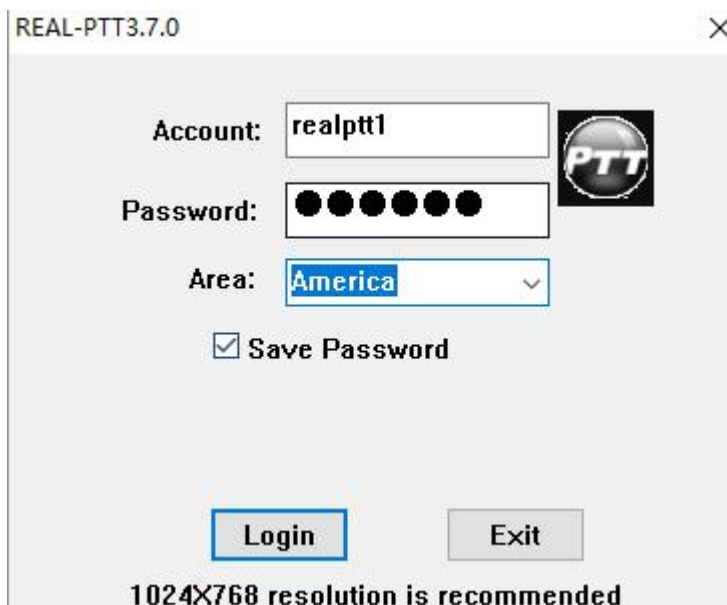 REAL-PTT3.7.0
Account: realptt1
PTT
Password: ●●●●●●
Area: America
Save Password
Login Exit
1024X768 resolution is recommended